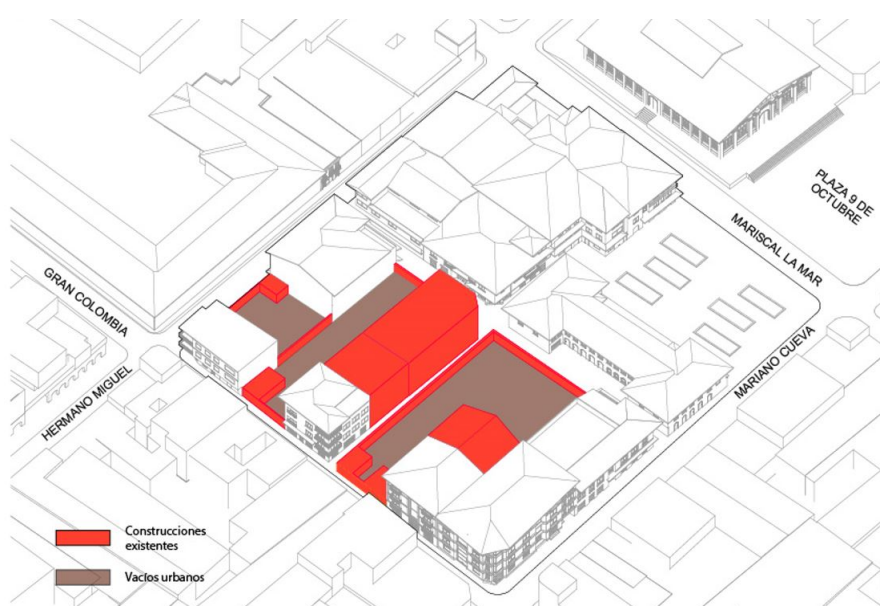 PLAZA 9 DE
OCTUBRE
MARISCAL LA MAR
GRAN COLOMBIA
MARIANO CUEVA
HERMANO MIGUEL
Construcciones
existentes
Vacíos urbanos